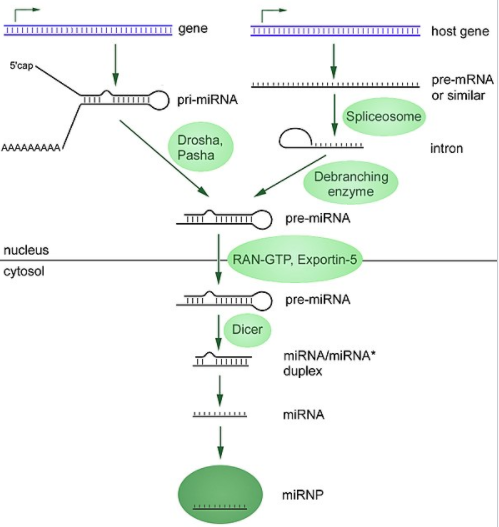 gene
host gene
5'cap
pri-miRNA
pre-mRNA
or similar
Spliceosome
AAAAAAAAA
Drosha,
Pasha
intron
Debranching
enzyme
pre-miRNA
nucleus
RAN-GTP, Exportin-5
cytosol
pre-miRNA
Dicer
miRNA/miRNA*
duplex
miRNA
miRNP